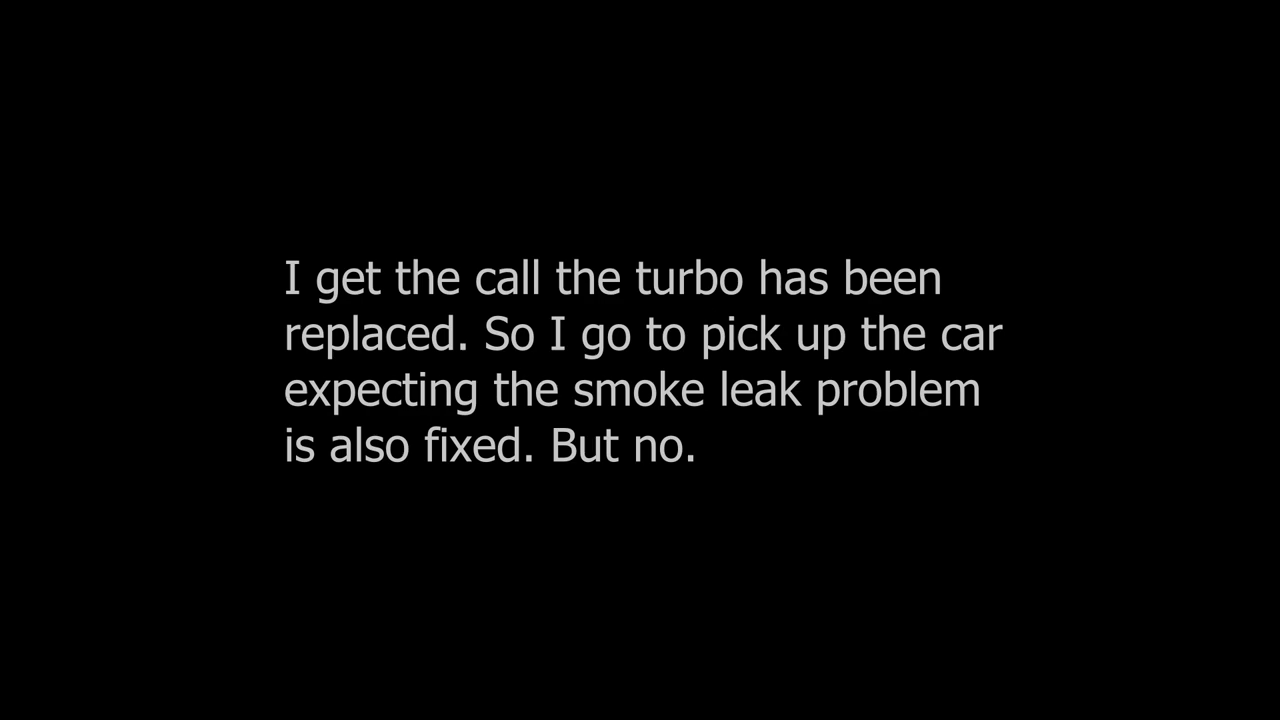 I get the call the turbo has been
replaced. So I go to pick up the car
expecting the smoke leak problem
is also fixed. But no.